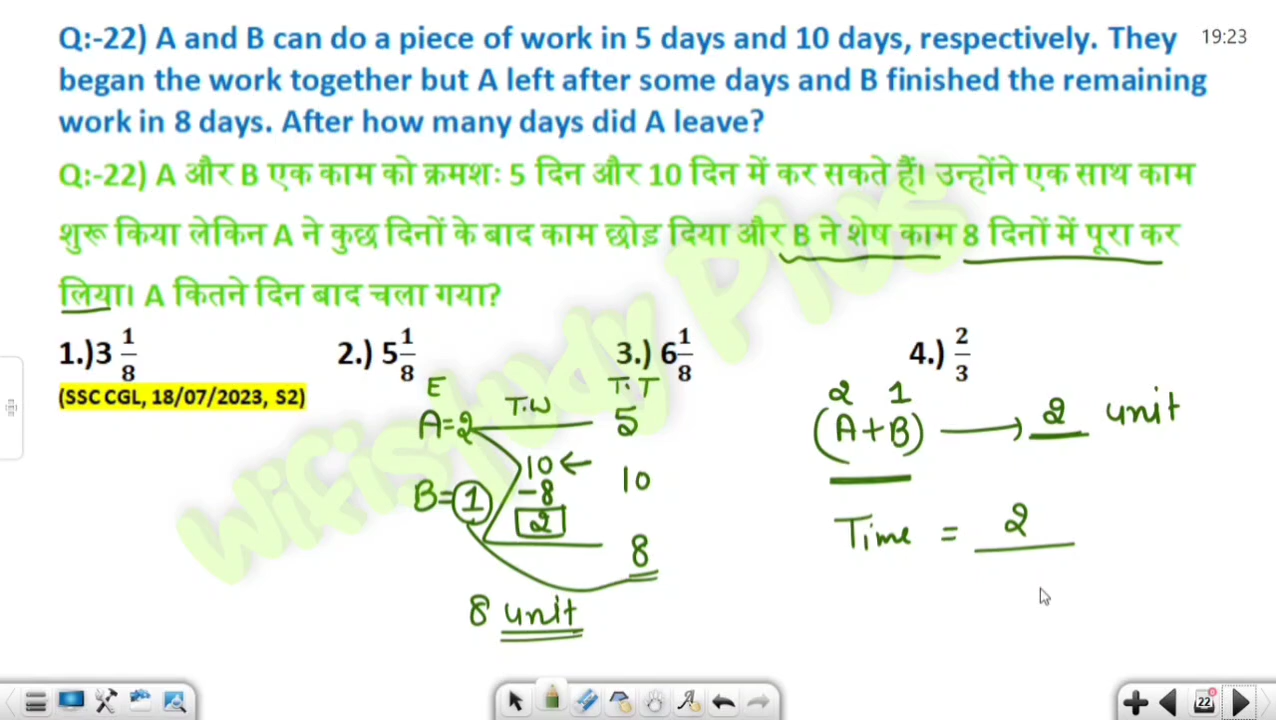 Q:-22) A and B can do a piece of work in 5 days and 10 days, respectively. They
19:23
began the work together but A left after some days and B finished the remaining
work in 8 days. After how many days did A leave?
Q:-22) A और B एक काम को क्रमशः 5 दिन और 10 दिन में कर सकते हैं। उन्होंने एक साथ काम
शुरू किया लेकिन A ने कुछ दिनों के बाद काम छोड़ दिया और B ने शेष काम 8 दिनों में पूरा कर
लिया। A कितने दिन बाद चला गया?
1.)3 1/8 2.) 5 1/8 3.) 6 1/8 4.) 2/3
(SSC CGL, 18/07/2023, S2)
E T.W T.T
A=2 5
10 ← 10
B=1 -8
2
8
8 unit
2 1
(A+B) → 2 unit
Time = 2
Wifistudy Plus
22